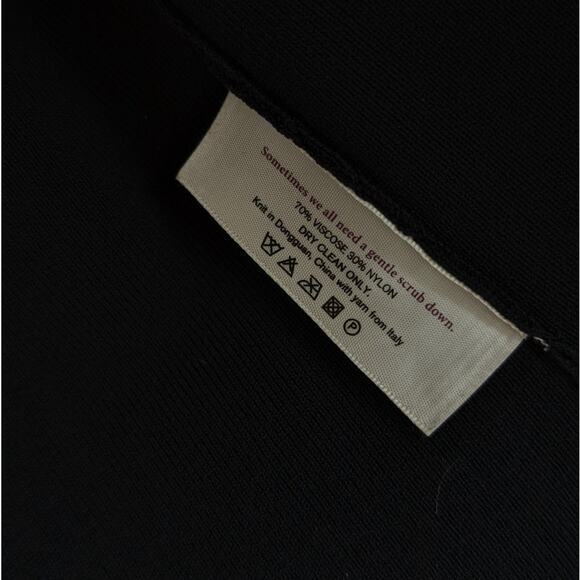 Sometimes we all need a gentle scrub down.
70% VISCOSE 30% NYLON
DRY CLEAN ONLY.
Knit in Dongguan, China with yarn from Italy
P